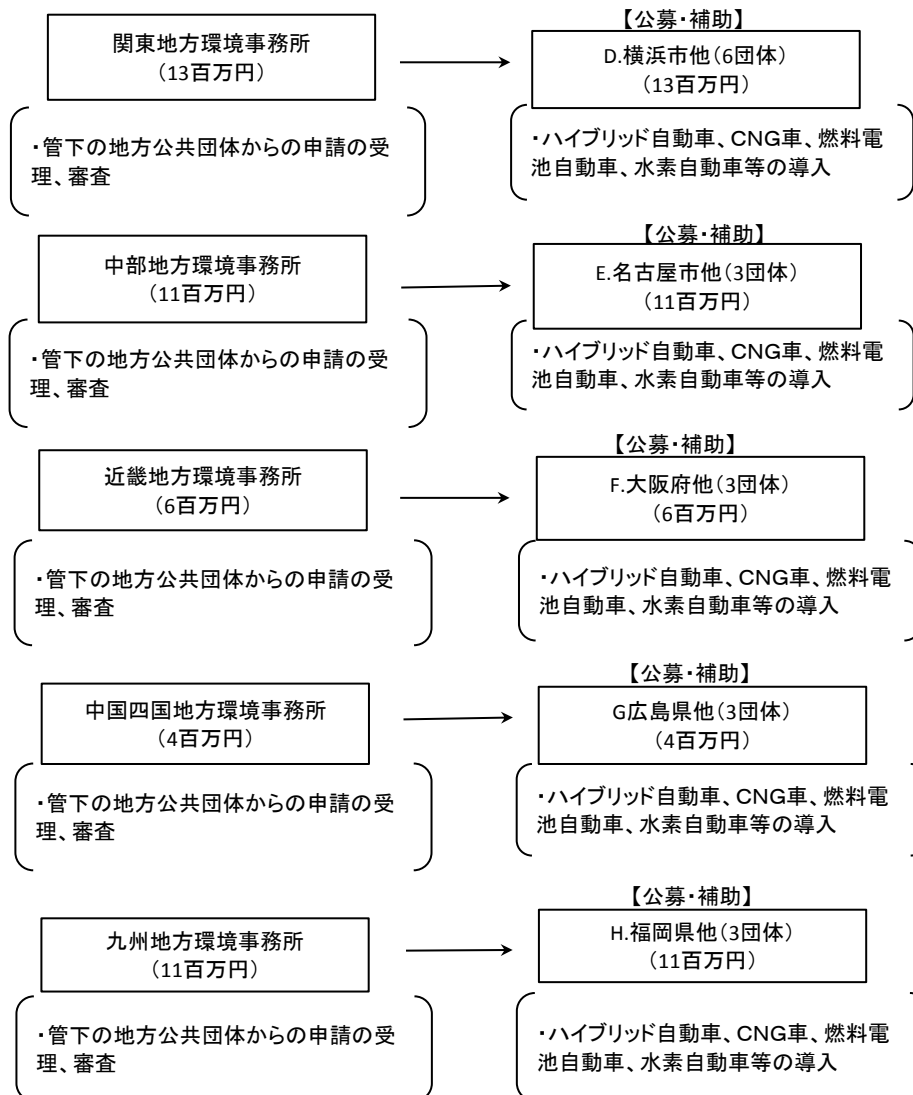 関東地方環境事務所
(13百万円)
【公募・補助】
D.横浜市他(6団体)
(13百万円)
・管下の地方公共団体からの申請の受
理、審査
・ハイブリッド自動車、CNG車、燃料電
池自動車、水素自動車等の導入
中部地方環境事務所
(11百万円)
【公募・補助】
E.名古屋市他(3団体)
(11百万円)
・管下の地方公共団体からの申請の受
理、審査
・ハイブリッド自動車、CNG車、燃料電
池自動車、水素自動車等の導入
近畿地方環境事務所
(6百万円)
【公募・補助】
F.大阪府他(3団体)
(6百万円)
・管下の地方公共団体からの申請の受
理、審査
・ハイブリッド自動車、CNG車、燃料電
池自動車、水素自動車等の導入
中国四国地方環境事務所
(4百万円)
【公募・補助】
G広島県他(3団体)
(4百万円)
・管下の地方公共団体からの申請の受
理、審査
・ハイブリッド自動車、CNG車、燃料電
池自動車、水素自動車等の導入
九州地方環境事務所
(11百万円)
【公募・補助】
H.福岡県他(3団体)
(11百万円)
・管下の地方公共団体からの申請の受
理、審査
・ハイブリッド自動車、CNG車、燃料電
池自動車、水素自動車等の導入